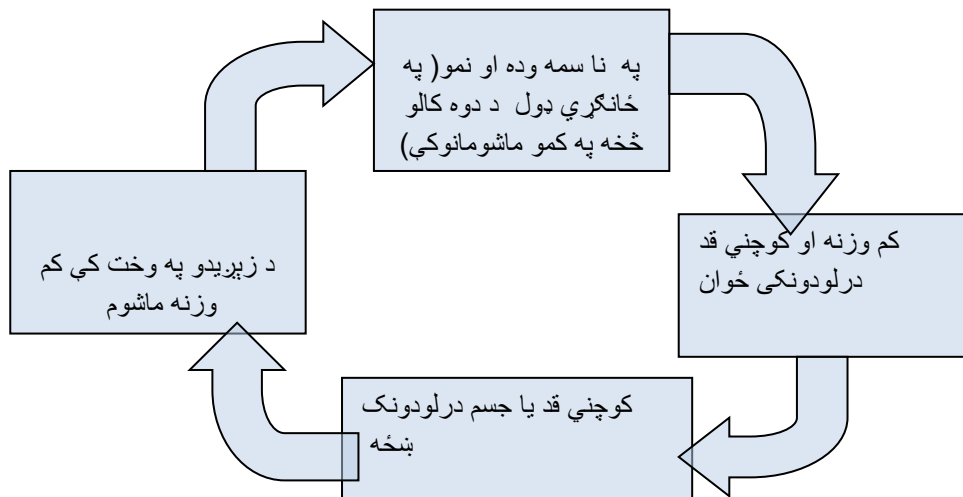 په نا سمه وده او نمو( په
ځانګړي ډول د دوه کالو
څخه په کمو ماشومانوکې)
کم وزنه او کوچني قد
درلودونکی ځوان
د زېږیدو په وخت کې کم
وزنه ماشوم
کوچني قد یا جسم درلودونک
ښځه